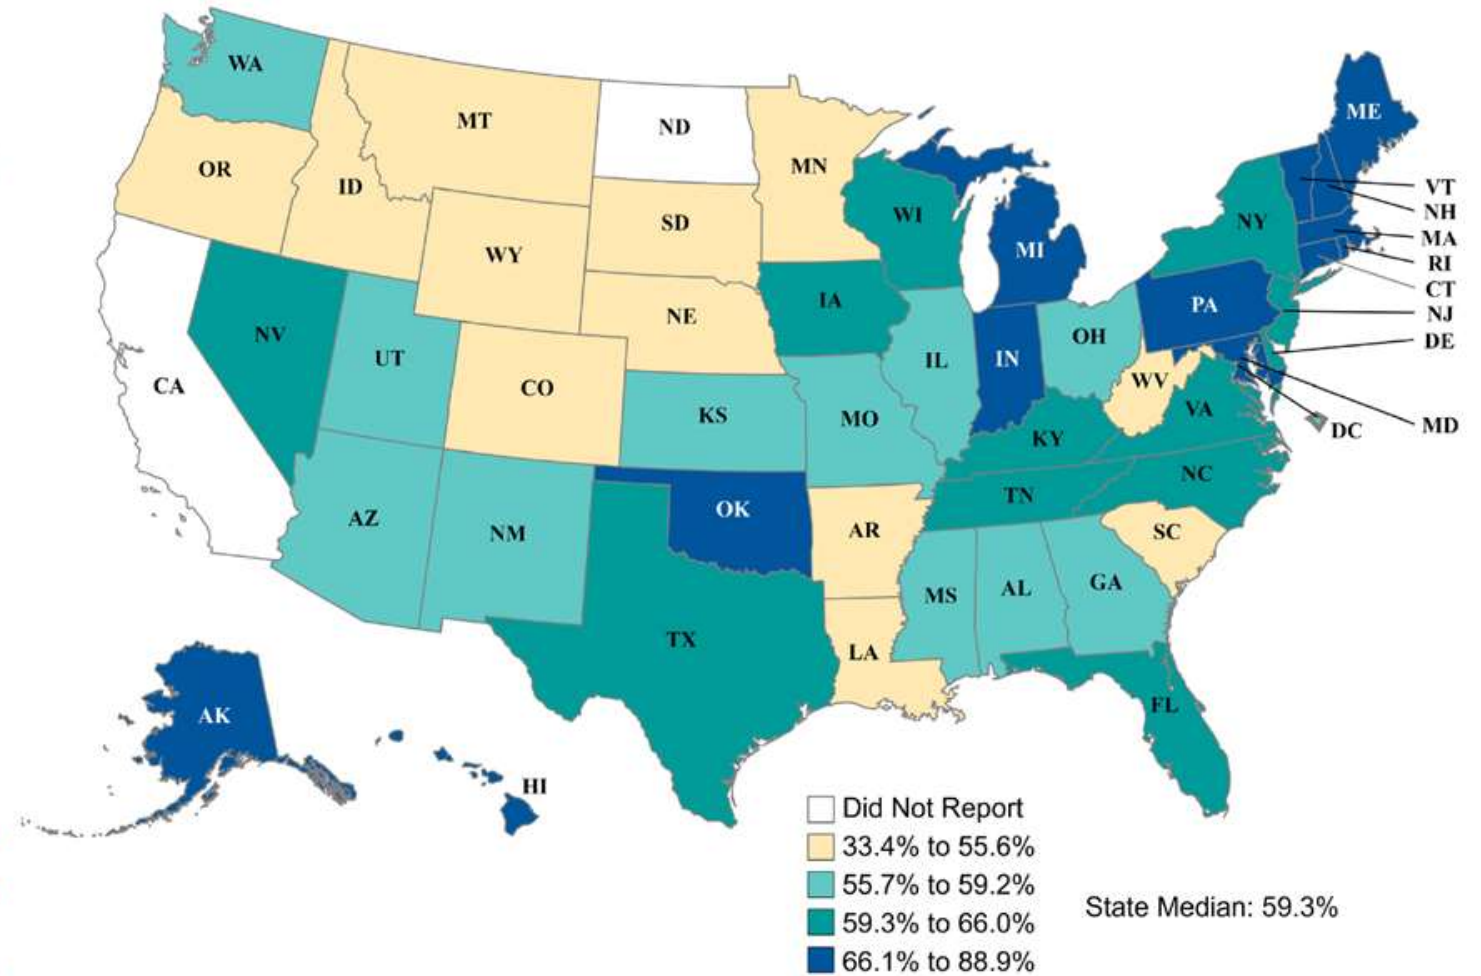 WA
ME
MT
ND
OR
MN
ID
VT
NH
WI
NY
SD
MA
MI
WY
RI
CT
IA
PA
NJ
NE
NV
OH
DE
UT
IL
IN
CA
CO
WV
KS
MO
VA
MD
DC
KY
NC
TN
OK
AZ
AR
SC
NM
GA
AL
MS
TX
LA
FL
AK
HI
Did Not Report
33.4% to 55.6%
55.7% to 59.2%
State Median: 59.3%
59.3% to 66.0%
66.1% to 88.9%